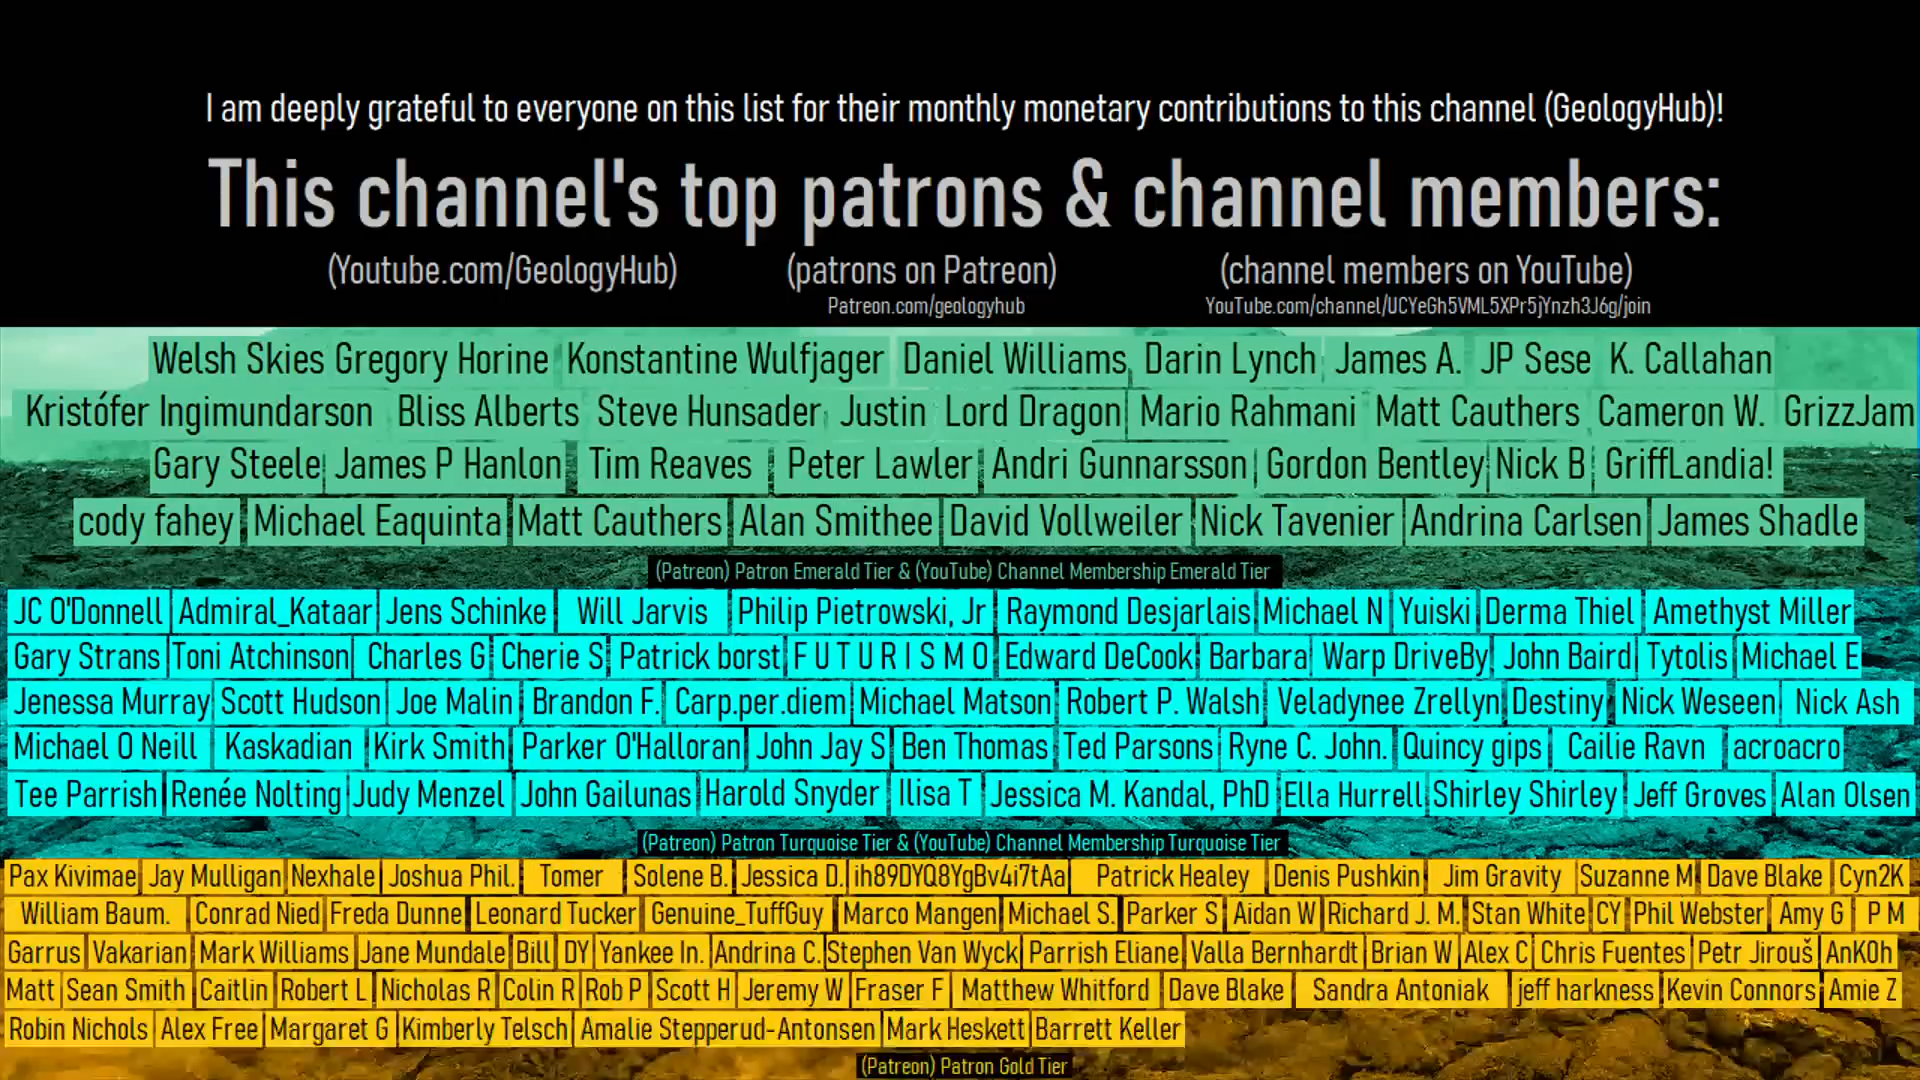 I am deeply grateful to everyone on this list for their monthly monetary contributions to this channel (GeologyHub)!
This channel's top patrons & channel members:
(Youtube.com/GeologyHub) (patrons on Patreon) (channel members on YouTube)
Patreon.com/geologyhub YouTube.com/channel/UCYeGh5VML5XPr5jYnzh3J6g/join
Welsh Skies Gregory Horine Konstantine Wulfjager Daniel Williams Darin Lynch James A. JP Sese K. Callahan
Kristófer Ingimundarson Bliss Alberts Steve Hunsader Justin Lord Dragon Mario Rahmani Matt Cauthers Cameron W. GrizzJam
Gary Steele James P Hanlon Tim Reaves Peter Lawler Andri Gunnarsson Gordon Bentley Nick B GriffLandia!
cody fahey Michael Eaquinta Matt Cauthers Alan Smithee David Vollweiler Nick Tavenier Andrina Carlsen James Shadle
(Patreon) Patron Emerald Tier & (YouTube) Channel Membership Emerald Tier
JC O'Donnell Admiral_Kataar Jens Schinke Will Jarvis Philip Pietrowski, Jr Raymond Desjarlais Michael N Yuiski Derma Thiel Amethyst Miller
Gary Strans Toni Atchinson Charles G Cherie S Patrick borst F U T U R I S M O Edward DeCook Barbara Warp DriveBy John Baird Tytolis Michael E
Jenessa Murray Scott Hudson Joe Malin Brandon F. Carp.per.diem Michael Matson Robert P. Walsh Veladynee Zrellyn Destiny Nick Weseen Nick Ash
Michael O Neill Kaskadian Kirk Smith Parker O'Halloran John Jay S Ben Thomas Ted Parsons Ryne C. John. Quincy gips Cailie Ravn acroacro
Tee Parrish Renée Nolting Judy Menzel John Gailunas Harold Snyder Ilisa T Jessica M. Kandal, PhD Ella Hurrell Shirley Shirley Jeff Groves Alan Olsen
(Patreon) Patron Turquoise Tier & (YouTube) Channel Membership Turquoise Tier
Pax Kivimae Jay Mulligan Nexhale Joshua Phil. Tomer Solene B. Jessica D. ih89DYQ8YgBv4i7tAa Patrick Healey Denis Pushkin Jim Gravity Suzanne M Dave Blake Cyn2K
William Baum. Conrad Nied Freda Dunne Leonard Tucker Genuine_TuffGuy Marco Mangen Michael S. Parker S Aidan W Richard J. M. Stan White CY Phil Webster Amy G P M
Garrus Vakarian Mark Williams Jane Mundale Bill DY Yankee In. Andrina C. Stephen Van Wyck Parrish Eliane Valla Bernhardt Brian W Alex C Chris Fuentes Petr Jirouš AnK0h
Matt Sean Smith Caitlin Robert L Nicholas R Colin R Rob P Scott H Jeremy W Fraser F Matthew Whitford Dave Blake Sandra Antoniak jeff harkness Kevin Connors Amie Z
Robin Nichols Alex Free Margaret G Kimberly Telsch Amalie Stepperud-Antonsen Mark Heskett Barrett Keller
(Patreon) Patron Gold Tier